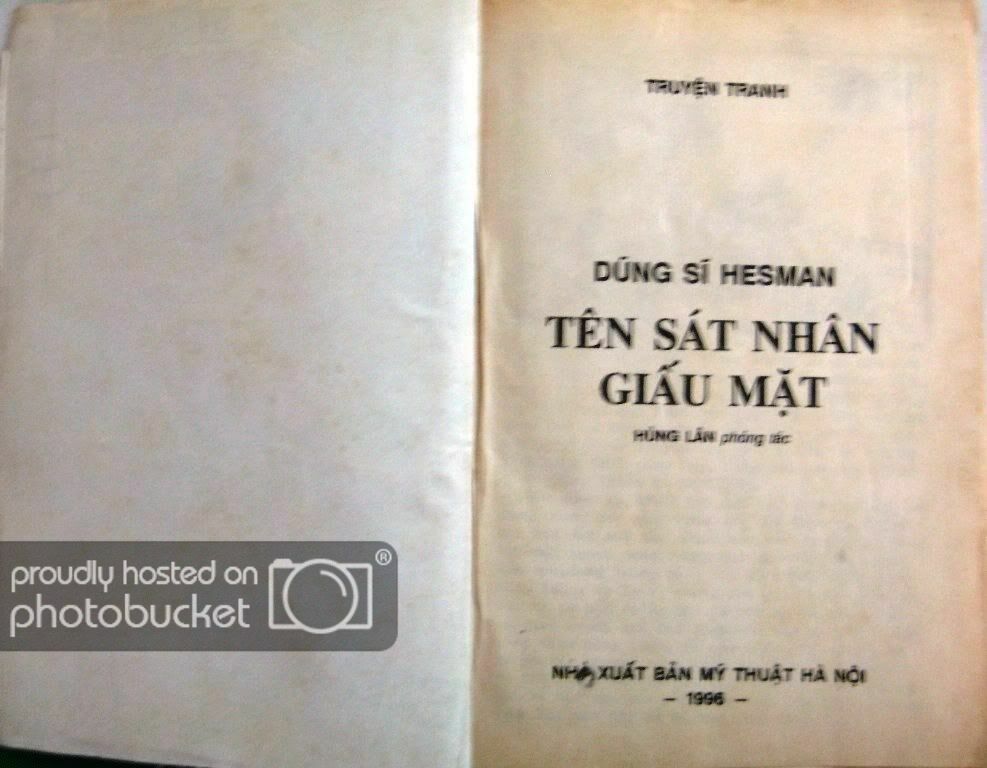 TRUYỆN TRANH
DŨNG SĨ HESMAN
TÊN SÁT NHÂN
GIẤU MẶT
HÙNG LÂN phóng tác
NHÀ XUẤT BẢN MỸ THUẬT HÀ NỘI
– 1996 –
proudly hosted on
photobucket ®